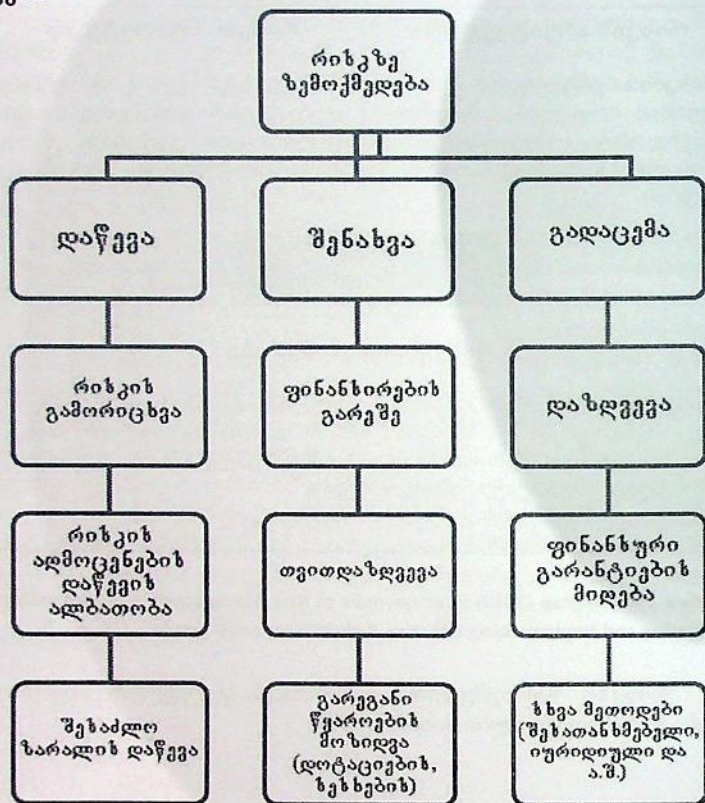 რისკზე
ზემოქმედება
დაწევა
შენახვა
გადაცემა
რისკის
გამორიცხვა
ფინანსირების
გარეშე
დაზღვევა
რისკის
აღმოცენების
დაწევის
ალბათობა
თვითდაზღვევა
ფინანსური
გარანტიების
მიღება
შესაძლო
ზარალის დაწევა
გარეგანი
წყაროების
მოზიდვა
(დოტაციების,
სესხების)
სხვა მეთოდები
(შესათანხმებელი,
იურიდიული და
ა.შ.)